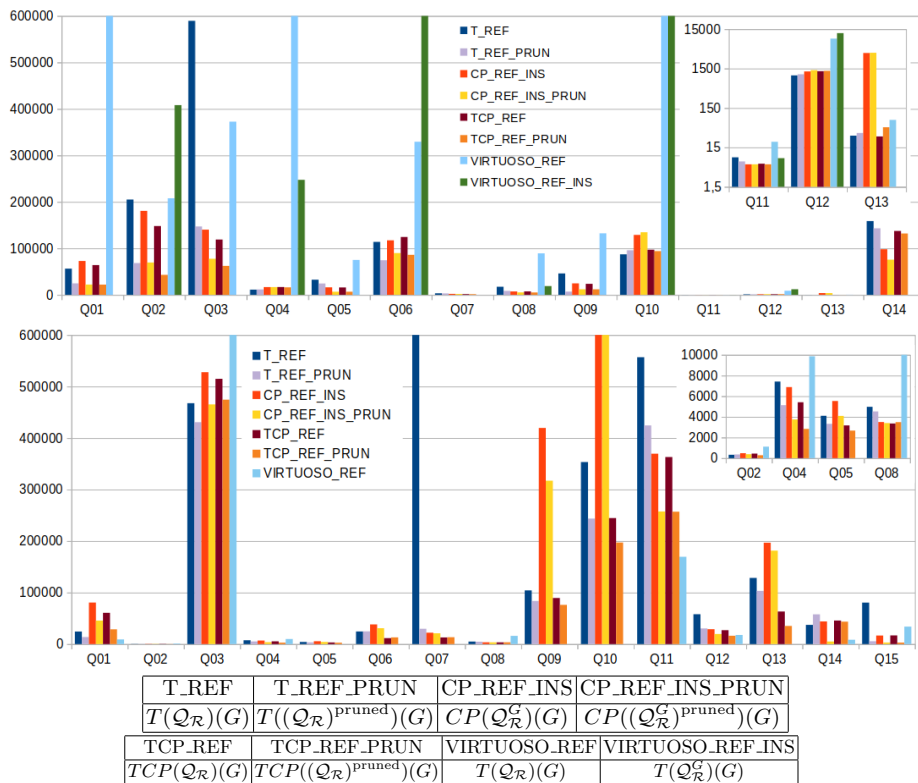 600000
500000
400000
300000
200000
100000
0
T_REF
T_REF_PRUN
CP_REF_INS
CP_REF_INS_PRUN
TCP_REF
TCP_REF_PRUN
VIRTUOSO_REF
VIRTUOSO_REF_INS
15000
1500
150
15
1,5
Q11 Q12 Q13
Q01 Q02 Q03 Q04 Q05 Q06 Q07 Q08 Q09 Q10 Q11 Q12 Q13 Q14
600000
500000
400000
300000
200000
100000
0
T_REF
T_REF_PRUN
CP_REF_INS
CP_REF_INS_PRUN
TCP_REF
TCP_REF_PRUN
VIRTUOSO_REF
10000
8000
6000
4000
2000
0
Q02 Q04 Q05 Q08
Q01 Q02 Q03 Q04 Q05 Q06 Q07 Q08 Q09 Q10 Q11 Q12 Q13 Q14 Q15
T_REF T_REF_PRUN CP_REF_INS CP_REF_INS_PRUN
T(Q_R)(G) T((Q_R)^pruned)(G) CP(Q_R^G)(G) CP((Q_R^G)^pruned)(G)
TCP_REF TCP_REF_PRUN VIRTUOSO_REF VIRTUOSO_REF_INS
TCP(Q_R)(G) TCP((Q_R)^pruned)(G) T(Q_R)(G) T(Q_R^G)(G)